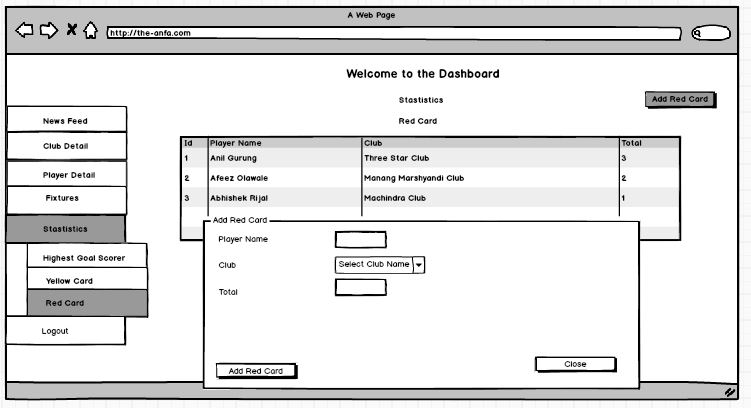 A Web Page
http://the-anfa.com
Welcome to the Dashboard
Stastistics
Add Red Card
Red Card
News Feed
Club Detail
Player Detail
Fixtures
Stastistics
Highest Goal Scorer
Yellow Card
Red Card
Logout
Id Player Name Club Total
1 Anil Gurung Three Star Club 3
2 Afeez Olawale Manang Marshyandi Club 2
3 Abhishek Rijal Machindra Club 1
Add Red Card
Player Name
Club Select Club Name
Total
Add Red Card Close